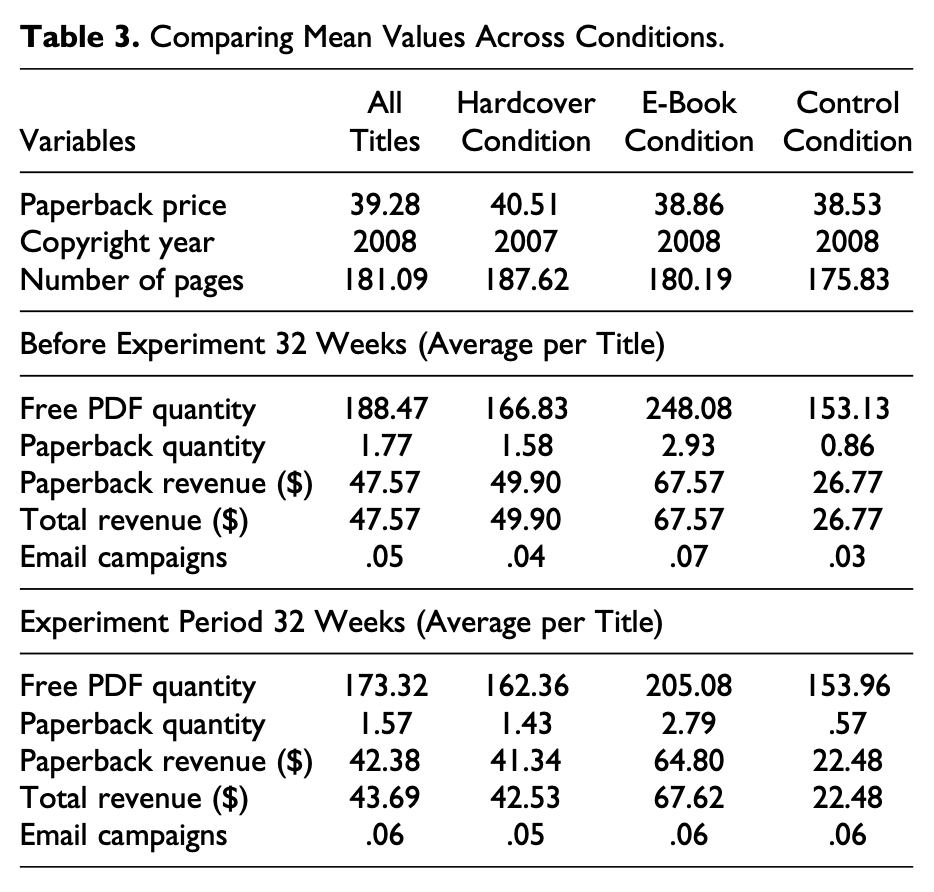 Table 3. Comparing Mean Values Across Conditions.
All Hardcover E-Book Control
Variables Titles Condition Condition Condition
Paperback price 39.28 40.51 38.86 38.53
Copyright year 2008 2007 2008 2008
Number of pages 181.09 187.62 180.19 175.83
Before Experiment 32 Weeks (Average per Title)
Free PDF quantity 188.47 166.83 248.08 153.13
Paperback quantity 1.77 1.58 2.93 0.86
Paperback revenue ($) 47.57 49.90 67.57 26.77
Total revenue ($) 47.57 49.90 67.57 26.77
Email campaigns .05 .04 .07 .03
Experiment Period 32 Weeks (Average per Title)
Free PDF quantity 173.32 162.36 205.08 153.96
Paperback quantity 1.57 1.43 2.79 .57
Paperback revenue ($) 42.38 41.34 64.80 22.48
Total revenue ($) 43.69 42.53 67.62 22.48
Email campaigns .06 .05 .06 .06